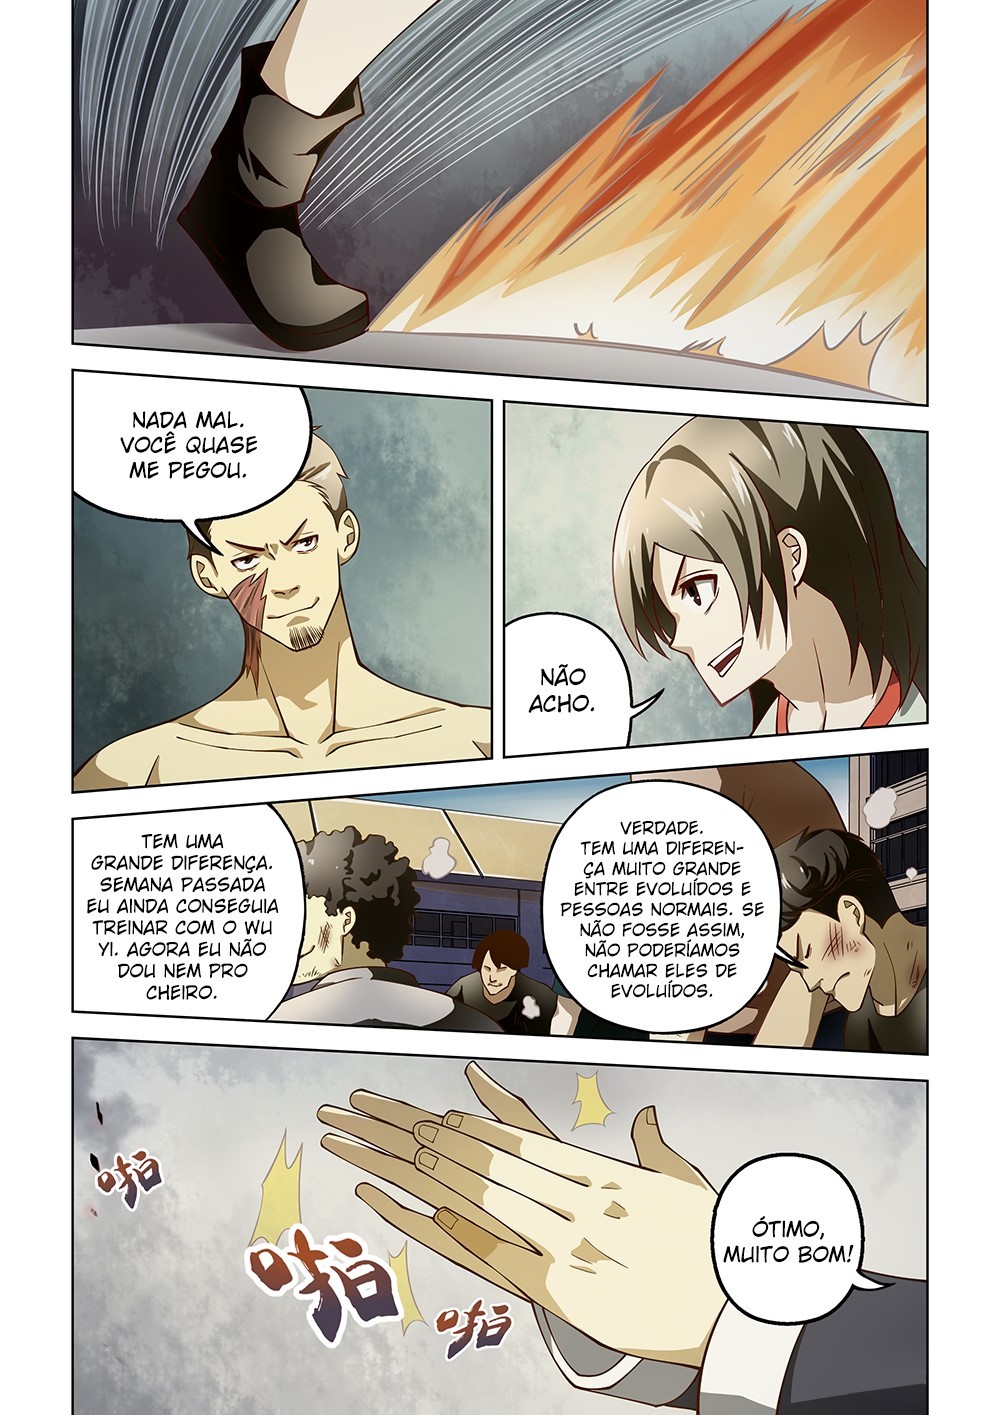 NADA MAL.
VOCÊ QUASE
ME PEGOU.
NÃO
ACHO.
TEM UMA
GRANDE DIFERENÇA.
SEMANA PASSADA
EU AINDA CONSEGUIA
TREINAR COM O WU
YI. AGORA EU NÃO
DOU NEM PRO
CHEIRO.
VERDADE.
TEM UMA DIFEREN-
ÇA MUITO GRANDE
ENTRE EVOLUÍDOS E
PESSOAS NORMAIS. SE
NÃO FOSSE ASSIM,
NÃO PODERÍAMOS
CHAMAR ELES DE
EVOLUÍDOS.
啪
啪
啪
ÓTIMO,
MUITO BOM!